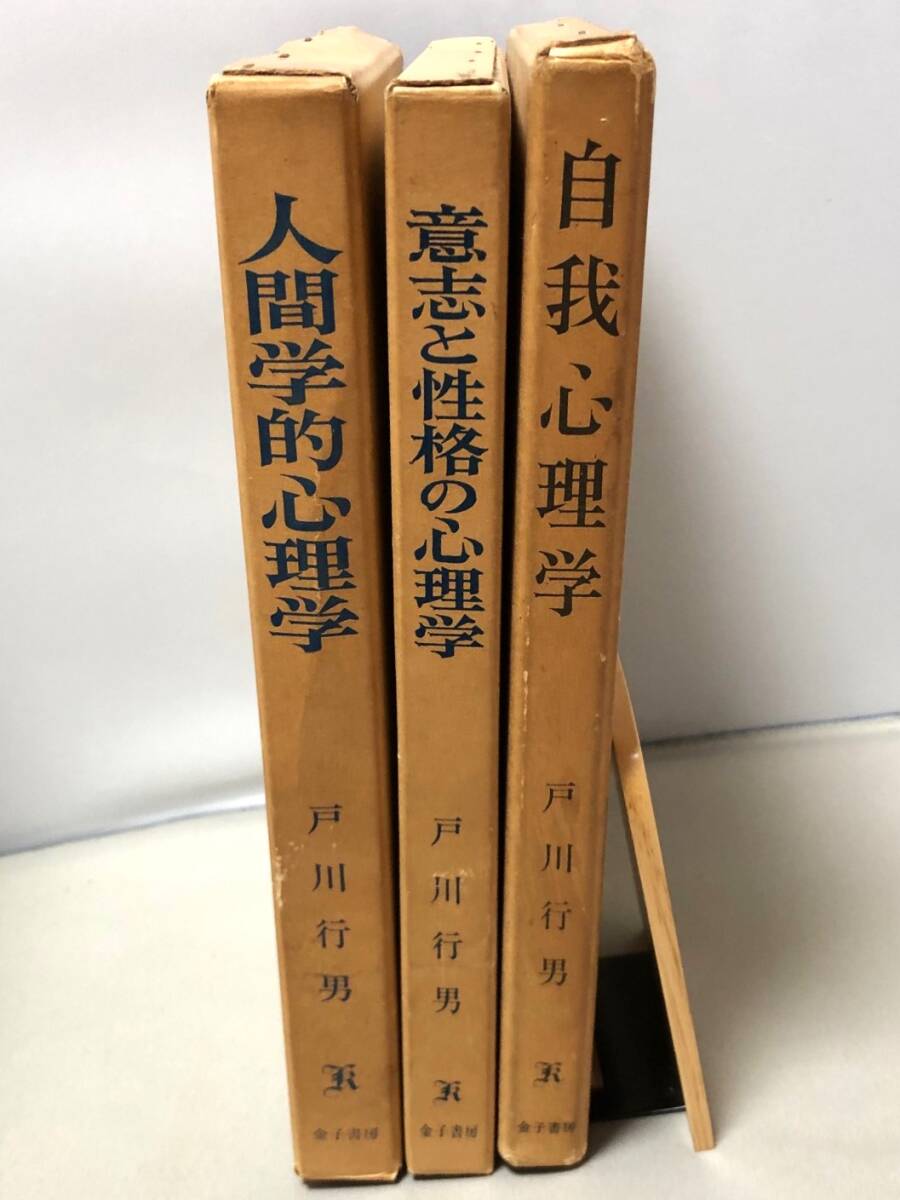 人間学的心理学
戸川行男
K
金子書房
意志と性格の心理学
戸川行男
K
金子書房
自我心理学
戸川行男
K
金子書房